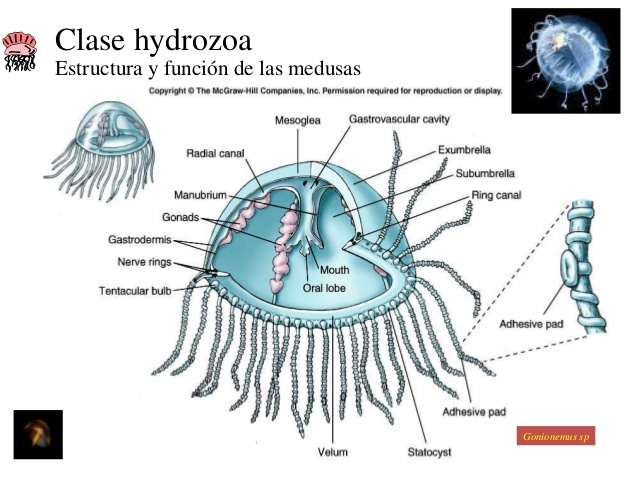 Clase hydrozoa
Estructura y función de las medusas
Copyright © The McGraw-Hill Companies, Inc. Permission required for reproduction or display.
Mesoglea
Gastrovascular cavity
Radial canal
Exumbrella
Subumbrella
Manubrium
Ring canal
Gonads
Gastrodermis
Nerve rings
Mouth
Tentacular bulb
Oral lobe
Adhesive pad
Adhesive pad
Gonionemus sp
Velum
Statocyst